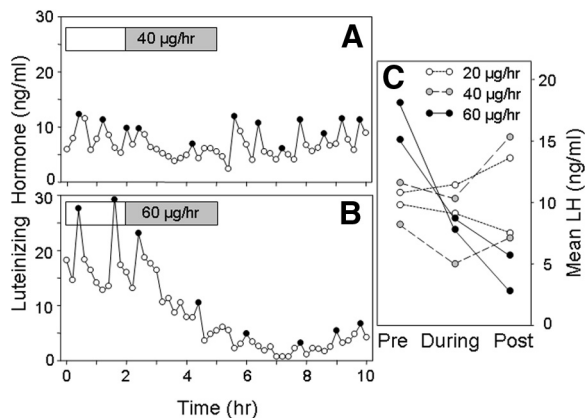 30
20
10
0
40 µg/hr
A
Luteinizing Hormone (ng/ml)
30
20
10
0
60 µg/hr
B
0 2 4 6 8 10
Time (hr)
C
20 µg/hr
40 µg/hr
60 µg/hr
20
15
10
5
0
Mean LH (ng/ml)
Pre During Post